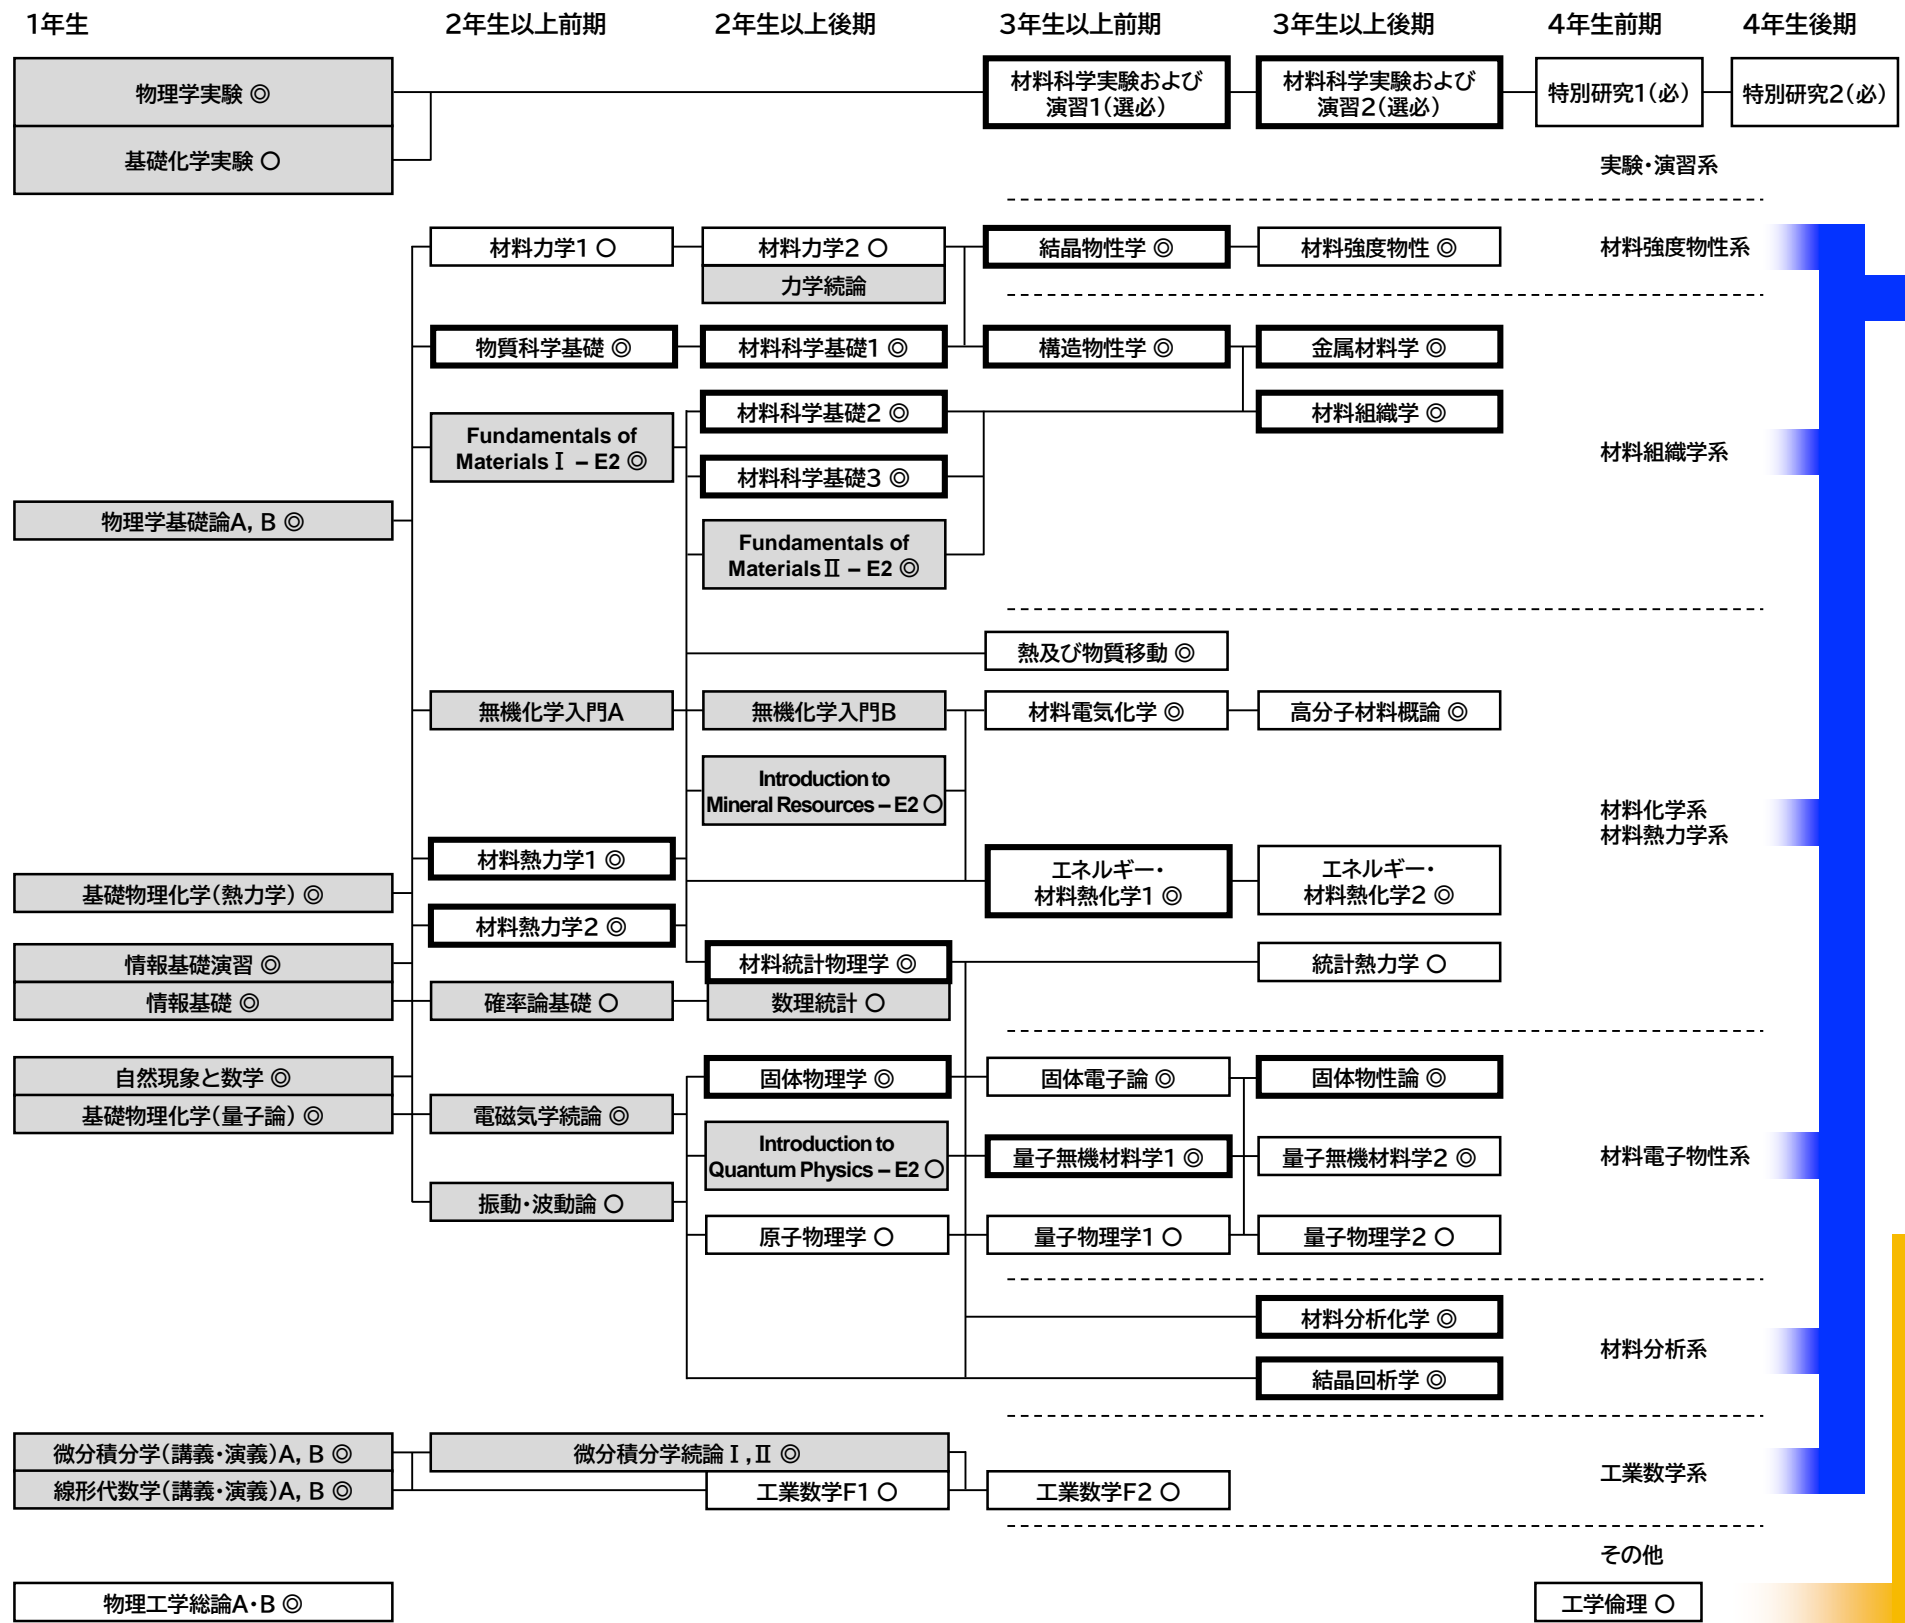 1年生
2年生以上前期
2年生以上後期
3年生以上前期
3年生以上後期
4年生前期
4年生後期
物理学実験 ◎
材料科学実験および
演習1(選必)
材料科学実験および
演習2(選必)
特別研究1(必)
特別研究2(必)
基礎化学実験 ○
実験・演習系
材料力学1 ○
材料力学2 ○
結晶物性学 ◎
材料強度物性 ◎
材料強度物性系
力学続論
物質科学基礎 ◎
材料科学基礎1 ◎
構造物性学 ◎
金属材料学 ◎
材料科学基礎2 ◎
材料組織学 ◎
Fundamentals of
Materials Ⅰ – E2 ◎
材料組織学系
材料科学基礎3 ◎
物理学基礎論A, B ◎
Fundamentals of
Materials Ⅱ – E2 ◎
熱及び物質移動 ◎
無機化学入門A
無機化学入門B
材料電気化学 ◎
高分子材料概論 ◎
Introduction to
Mineral Resources – E2 ○
材料化学系
材料熱力学系
材料熱力学1 ◎
エネルギー・
材料熱化学1 ◎
エネルギー・
材料熱化学2 ◎
基礎物理化学(熱力学) ◎
材料熱力学2 ◎
情報基礎演習 ◎
材料統計物理学 ◎
統計熱力学 ○
情報基礎 ◎
確率論基礎 ○
数理統計 ○
自然現象と数学 ◎
固体物理学 ◎
固体電子論 ◎
固体物性論 ◎
基礎物理化学(量子論) ◎
電磁気学続論 ◎
Introduction to
Quantum Physics – E2 ○
量子無機材料学1 ◎
量子無機材料学2 ◎
材料電子物性系
振動・波動論 ○
原子物理学 ○
量子物理学1 ○
量子物理学2 ○
材料分析化学 ◎
材料分析系
結晶回析学 ◎
微分積分学(講義・演義)A, B ◎
微分積分学続論Ⅰ,Ⅱ ◎
工業数学系
線形代数学(講義・演義)A, B ◎
工業数学F1 ○
工業数学F2 ○
その他
物理工学総論A・B ◎
工学倫理 ○